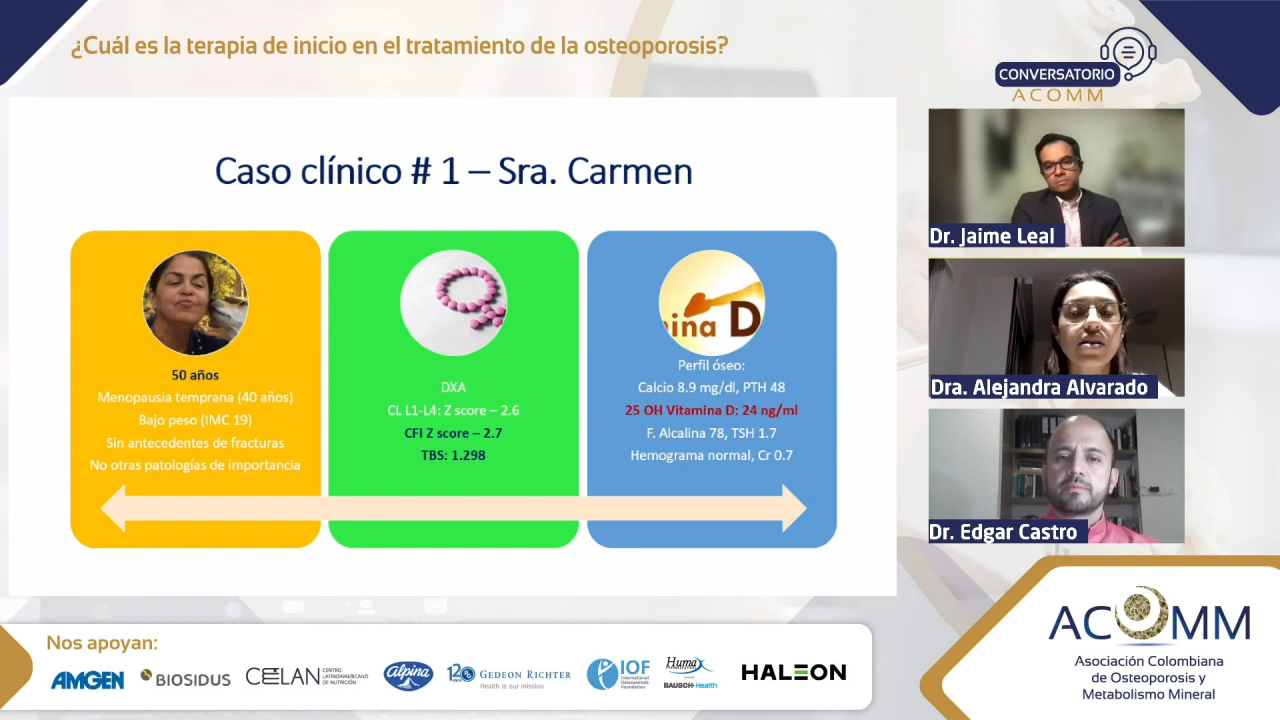 ¿Cuál es la terapia de inicio en el tratamiento de la osteoporosis?
CONVERSATORIO
ACOMM
Caso clínico # 1 – Sra. Carmen
50 años
Menopausia temprana (40 años)
Bajo peso (IMC 19)
Sin antecedentes de fracturas
No otras patologías de importancia
DXA
CL L1-L4: Z score – 2.6
CFI Z score – 2.7
TBS: 1.298
ina D
Perfil óseo:
Calcio 8.9 mg/dl, PTH 48
25 OH Vitamina D: 24 ng/ml
F. Alcalina 78, TSH 1.7
Hemograma normal, Cr 0.7
Dr. Jaime Leal
Dra. Alejandra Alvarado
Dr. Edgar Castro
Nos apoyan:
AMGEN
BIOSIDUS
CELAN
CENTRO
LATINOAMERICANO
DE NUTRICIÓN
Alpina
120
GEDEON RICHTER
Health is our mission
IOF
International
Osteoporosis
Foundation
Humax
BAUSCH+Health
HALEON
ACOMM
Asociación Colombiana
de Osteoporosis y
Metabolismo Mineral